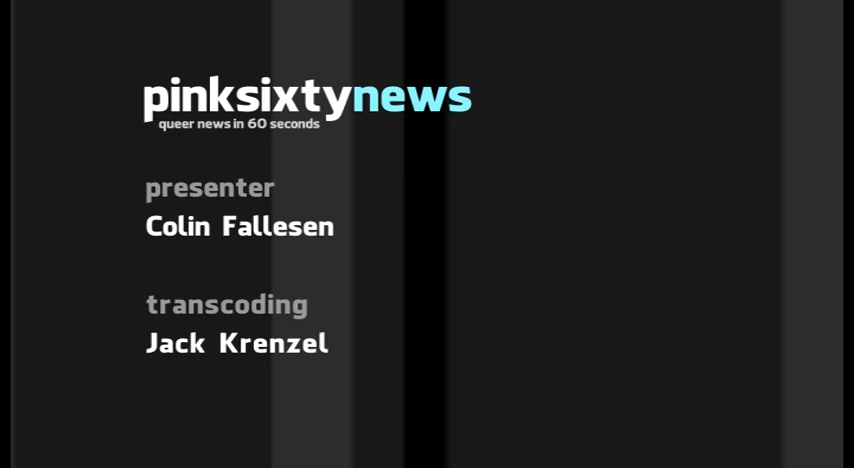 pinksixtynews
queer news in 60 seconds
presenter
Colin Fallesen
transcoding
Jack Krenzel